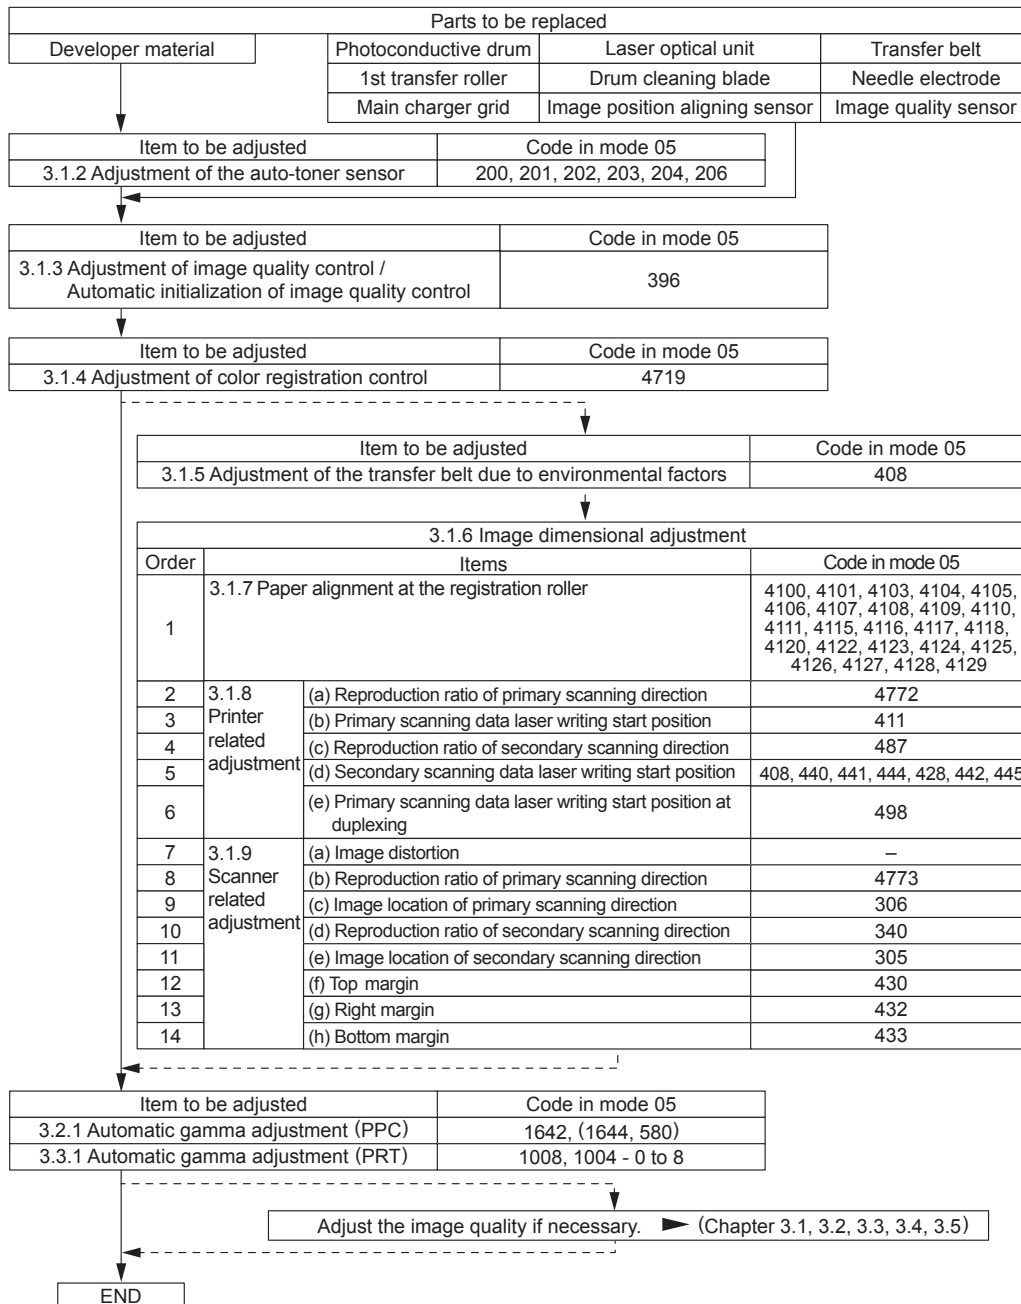 Parts to be replaced
Developer material
Photoconductive drum Laser optical unit Transfer belt
1st transfer roller Drum cleaning blade Needle electrode
Main charger grid Image position aligning sensor Image quality sensor
Item to be adjusted Code in mode 05
3.1.2 Adjustment of the auto-toner sensor 200, 201, 202, 203, 204, 206
Item to be adjusted Code in mode 05
3.1.3 Adjustment of image quality control /
Automatic initialization of image quality control
396
Item to be adjusted Code in mode 05
3.1.4 Adjustment of color registration control 4719
Item to be adjusted Code in mode 05
3.1.5 Adjustment of the transfer belt due to environmental factors 408
3.1.6 Image dimensional adjustment
Order Items Code in mode 05
1 3.1.7 Paper alignment at the registration roller
4100, 4101, 4103, 4104, 4105,
4106, 4107, 4108, 4109, 4110,
4111, 4115, 4116, 4117, 4118,
4120, 4122, 4123, 4124, 4125,
4126, 4127, 4128, 4129
3.1.8
Printer
related
adjustment
2 (a) Reproduction ratio of primary scanning direction 4772
3 (b) Primary scanning data laser writing start position 411
4 (c) Reproduction ratio of secondary scanning direction 487
5 (d) Secondary scanning data laser writing start position 408, 440, 441, 444, 428, 442, 445
6 (e) Primary scanning data laser writing start position at
duplexing
498
3.1.9
Scanner
related
adjustment
7 (a) Image distortion –
8 (b) Reproduction ratio of primary scanning direction 4773
9 (c) Image location of primary scanning direction 306
10 (d) Reproduction ratio of secondary scanning direction 340
11 (e) Image location of secondary scanning direction 305
12 (f) Top margin 430
13 (g) Right margin 432
14 (h) Bottom margin 433
Item to be adjusted Code in mode 05
3.2.1 Automatic gamma adjustment (PPC) 1642, (1644, 580)
3.3.1 Automatic gamma adjustment (PRT) 1008, 1004 - 0 to 8
Adjust the image quality if necessary. ► (Chapter 3.1, 3.2, 3.3, 3.4, 3.5)
END